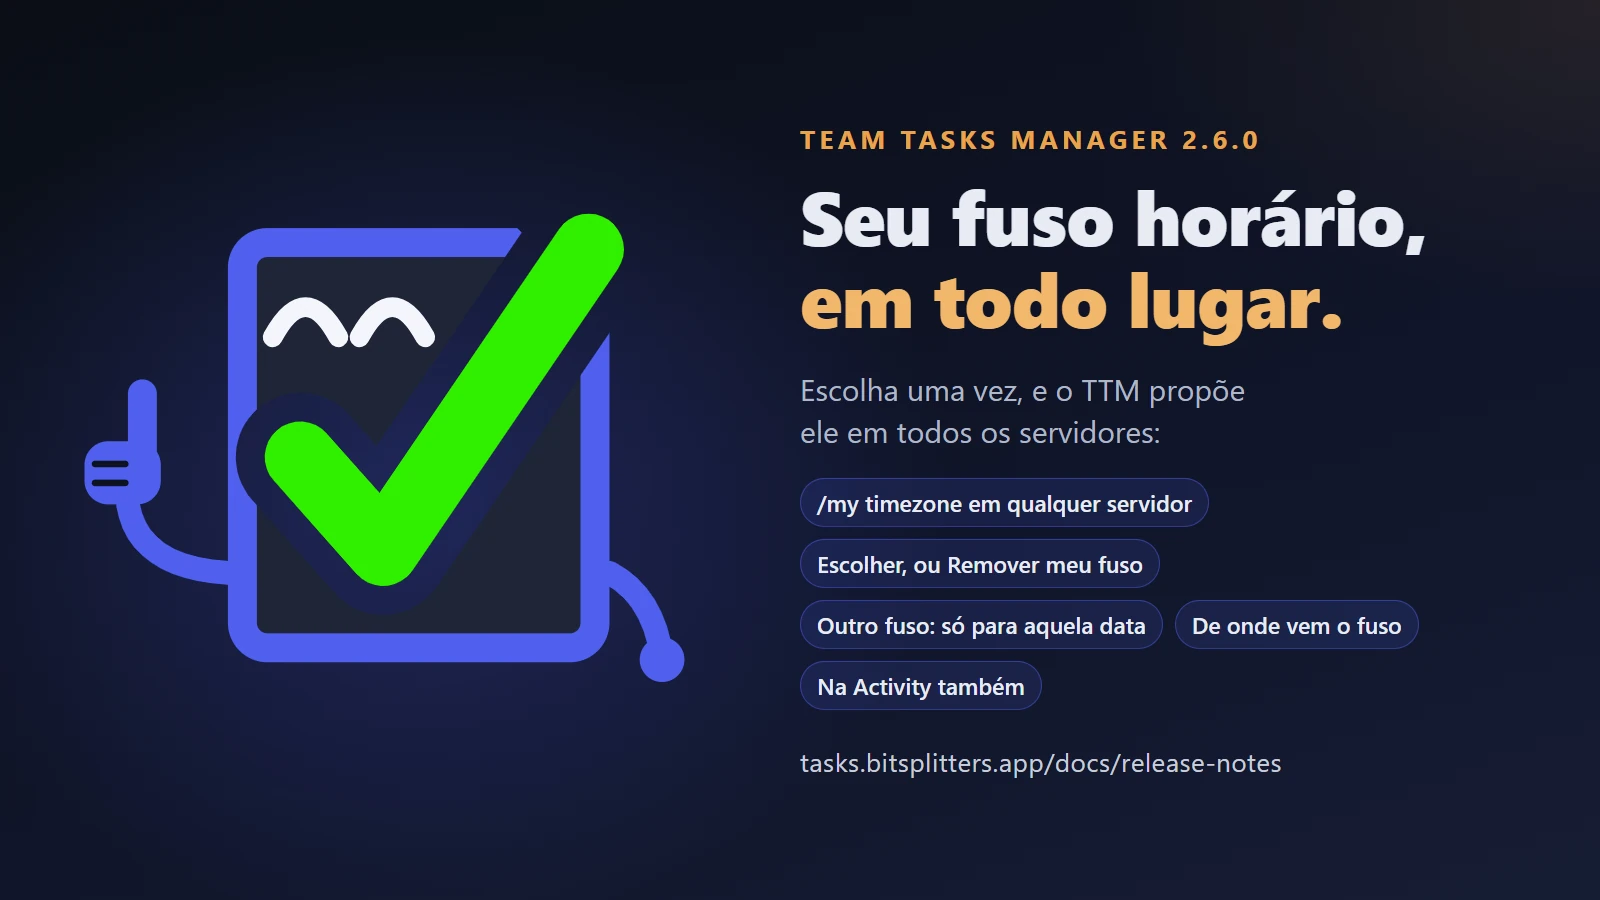 TEAM TASKS MANAGER 2.6.0
Seu fuso horário,
em todo lugar.
Escolha uma vez, e o TTM propõe
ele em todos os servidores:
/my timezone em qualquer servidor
Escolher, ou Remover meu fuso
Outro fuso: só para aquela data
De onde vem o fuso
Na Activity também
tasks.bitsplitters.app/docs/release-notes